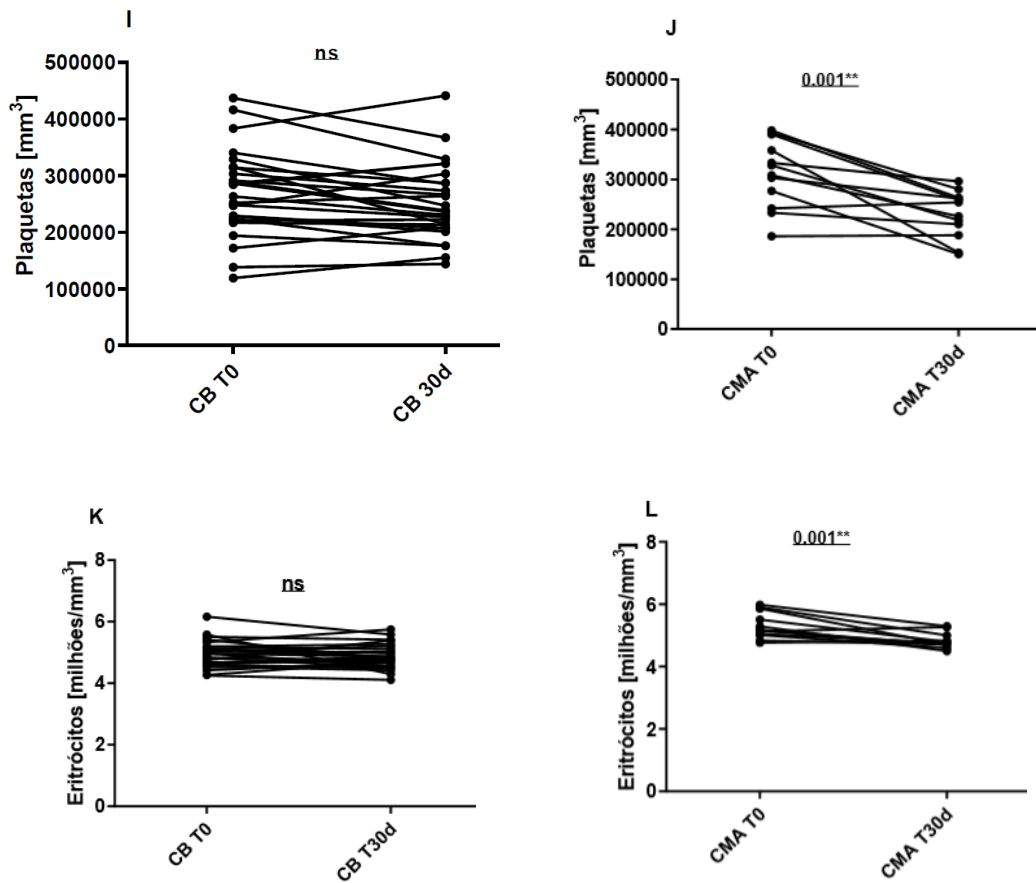 I
ns
500000
400000
300000
200000
100000
0
Plaquetas [mm³]
CB T0
CB 30d
J
0.001**
500000
400000
300000
200000
100000
0
Plaquetas [mm³]
CMA T0
CMA T30d
K
ns
8
6
4
2
0
Eritrócitos [milhões/mm³]
CB T0
CB T30d
L
0.001**
8
6
4
2
0
Eritrócitos [milhões/mm³]
CMA T0
CMA T30d